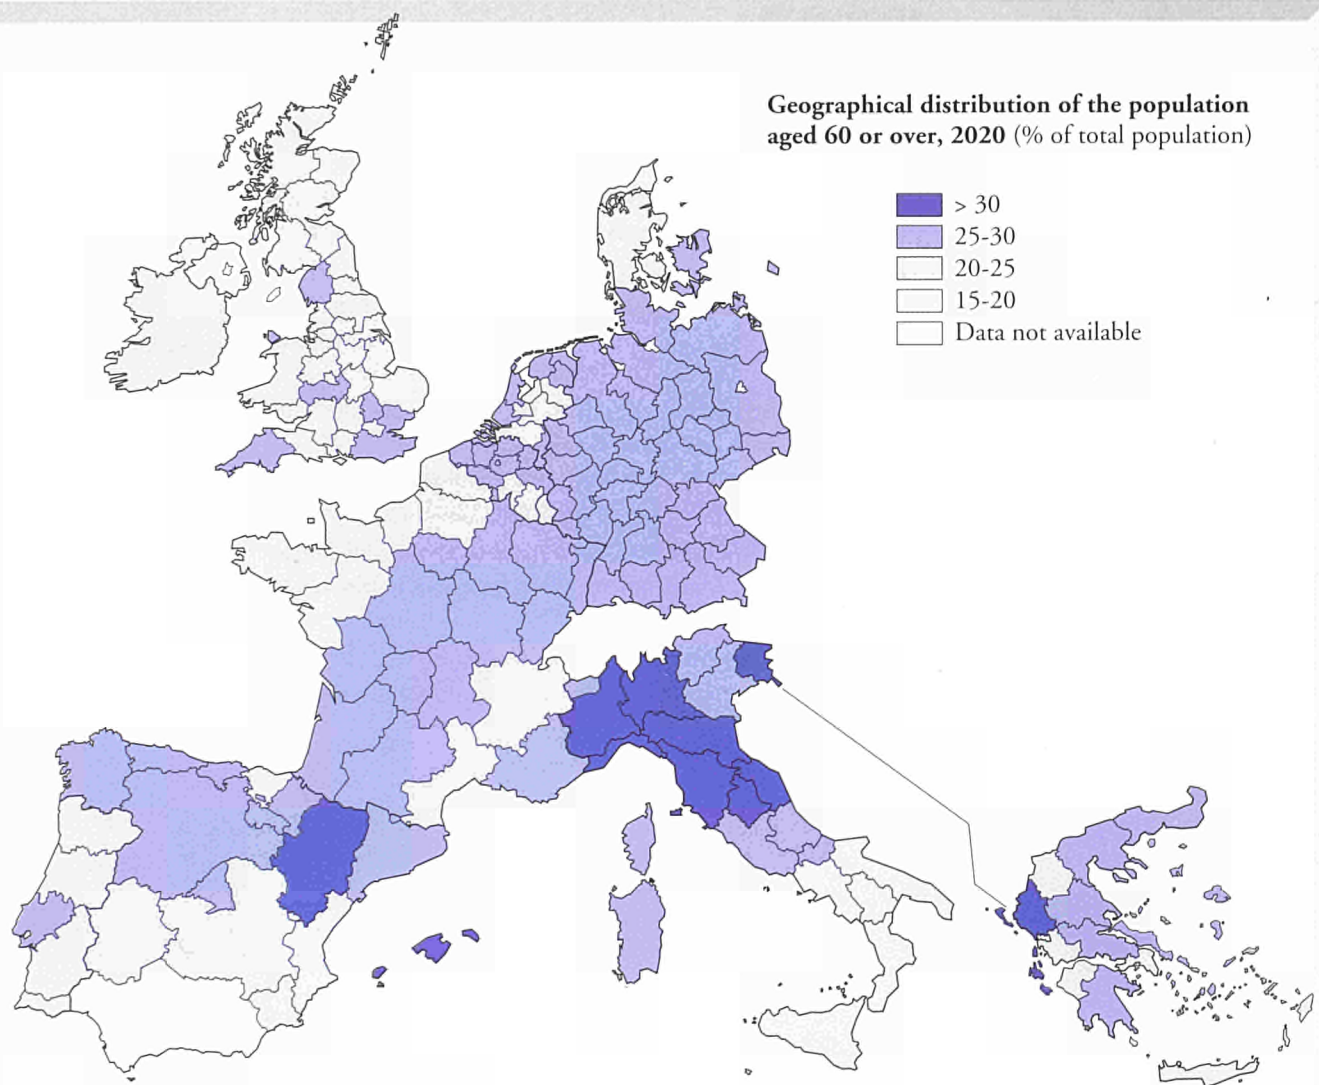 Geographical distribution of the population
aged 60 or over, 2020 (% of total population)
> 30
25-30
20-25
15-20
Data not available